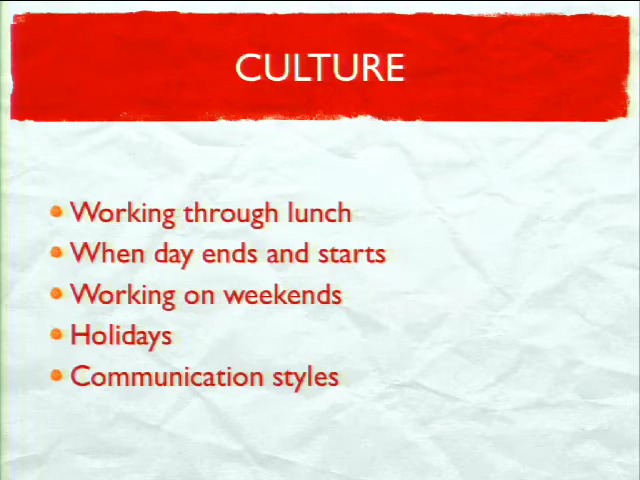 CULTURE
Working through lunch
When day ends and starts
Working on weekends
Holidays
Communication styles